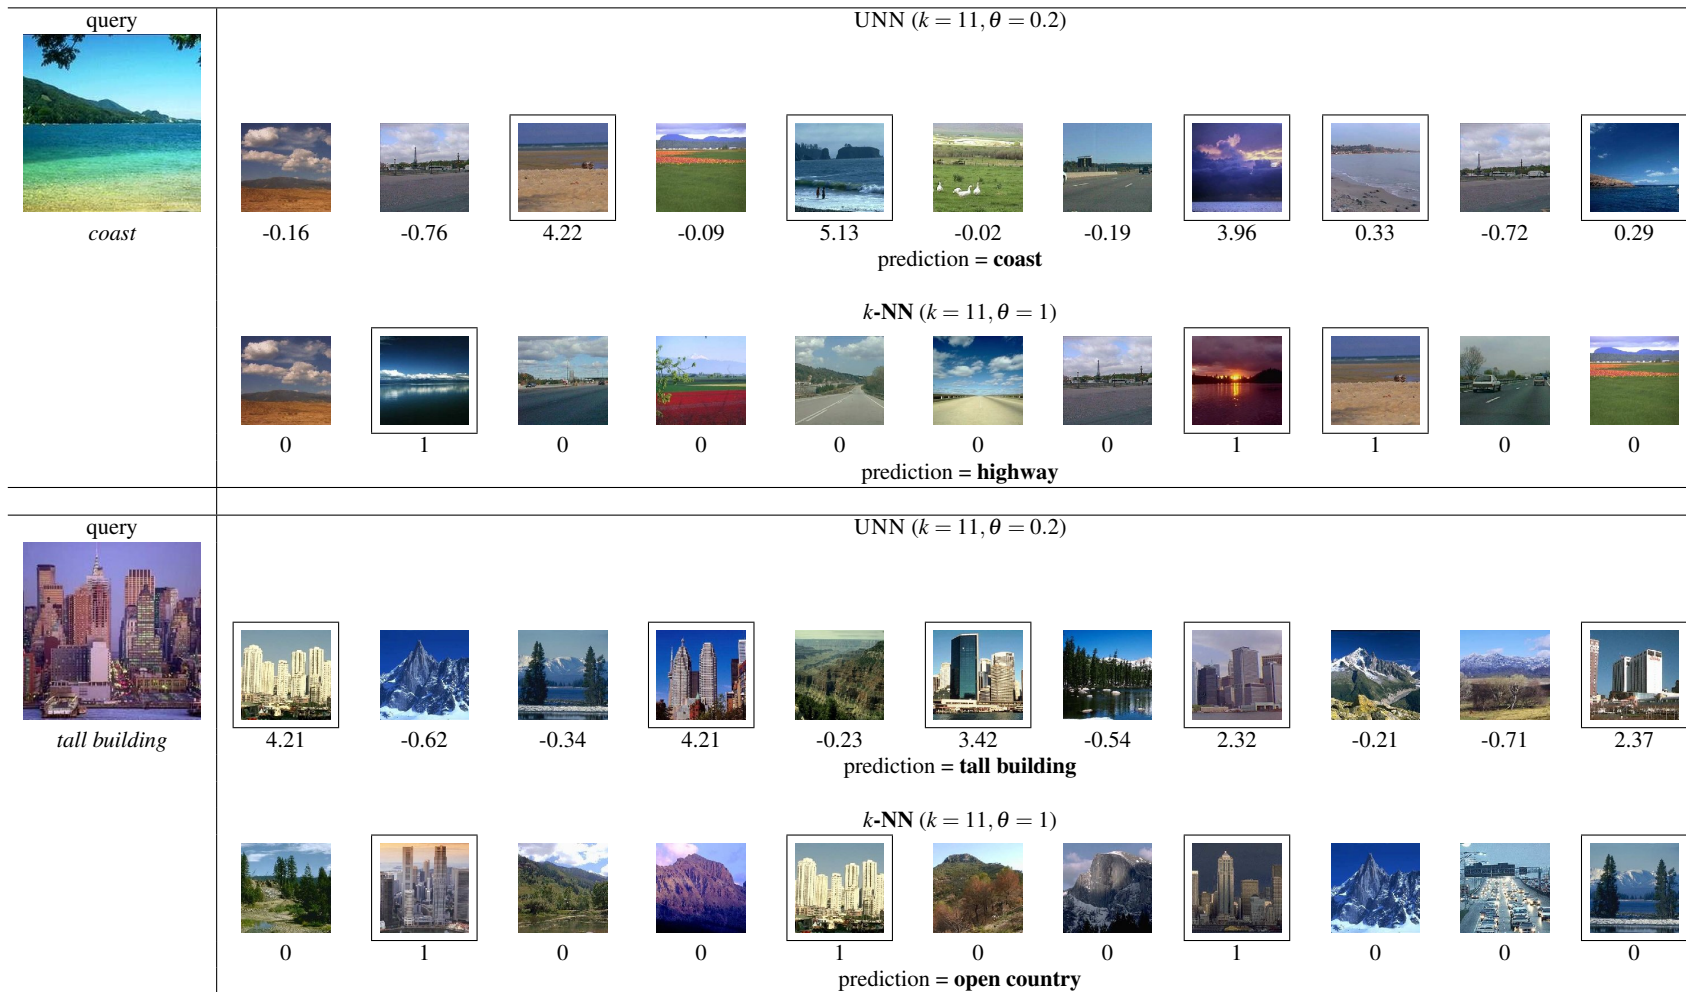 query UNN (k = 11, θ = 0.2)
coast -0.16 -0.76 4.22 -0.09 5.13 -0.02 -0.19 3.96 0.33 -0.72 0.29
prediction = coast
k-NN (k = 11, θ = 1)
0 1 0 0 0 0 0 1 1 0 0
prediction = highway
query UNN (k = 11, θ = 0.2)
tall building 4.21 -0.62 -0.34 4.21 -0.23 3.42 -0.54 2.32 -0.21 -0.71 2.37
prediction = tall building
k-NN (k = 11, θ = 1)
0 1 0 0 1 0 0 1 0 0 0
prediction = open country